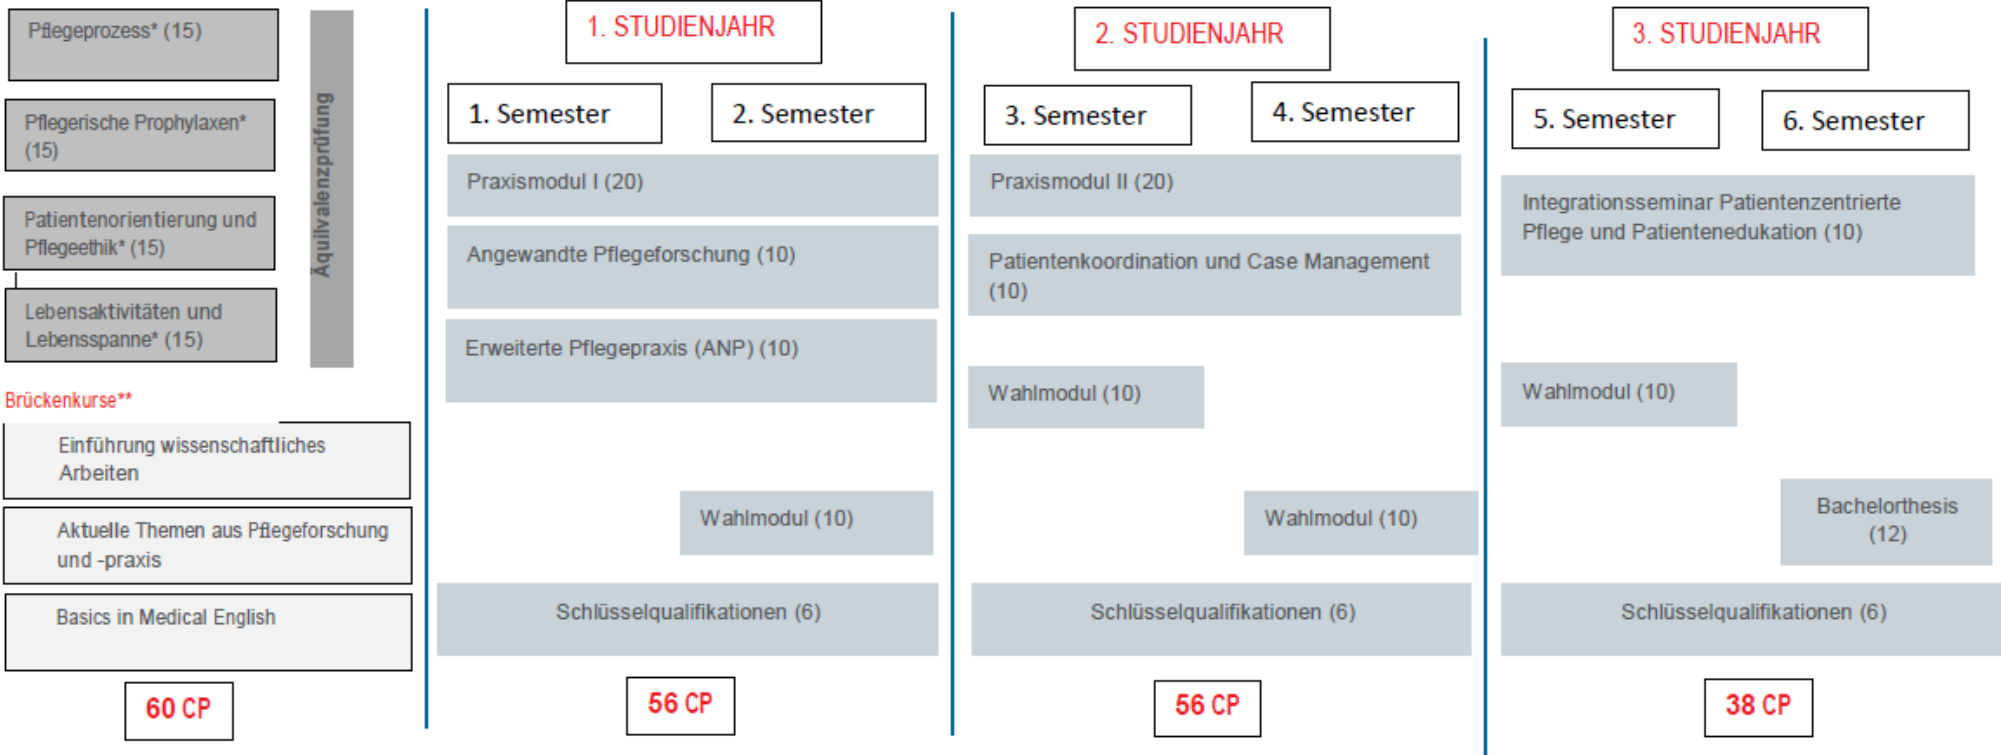 Pflegeprozess* (15)
Pflegerische Prophylaxen*
(15)
Patientenorientierung und
Pflegeethik* (15)
Lebensaktivitäten und
Lebensspanne* (15)
Äquilvalenzprüfung
Brückenkurse**
Einführung wissenschaftliches
Arbeiten
Aktuelle Themen aus Pflegeforschung
und -praxis
Basics in Medical English
60 CP
1. STUDIENJAHR
1. Semester
2. Semester
Praxismodul I (20)
Angewandte Pflegeforschung (10)
Erweiterte Pflegepraxis (ANP) (10)
Wahlmodul (10)
Schlüsselqualifikationen (6)
56 CP
2. STUDIENJAHR
3. Semester
4. Semester
Praxismodul II (20)
Patientenkoordination und Case Management
(10)
Wahlmodul (10)
Wahlmodul (10)
Schlüsselqualifikationen (6)
56 CP
3. STUDIENJAHR
5. Semester
6. Semester
Integrationsseminar Patientenzentrierte
Pflege und Patientenedukation (10)
Wahlmodul (10)
Bachelorthesis
(12)
Schlüsselqualifikationen (6)
38 CP